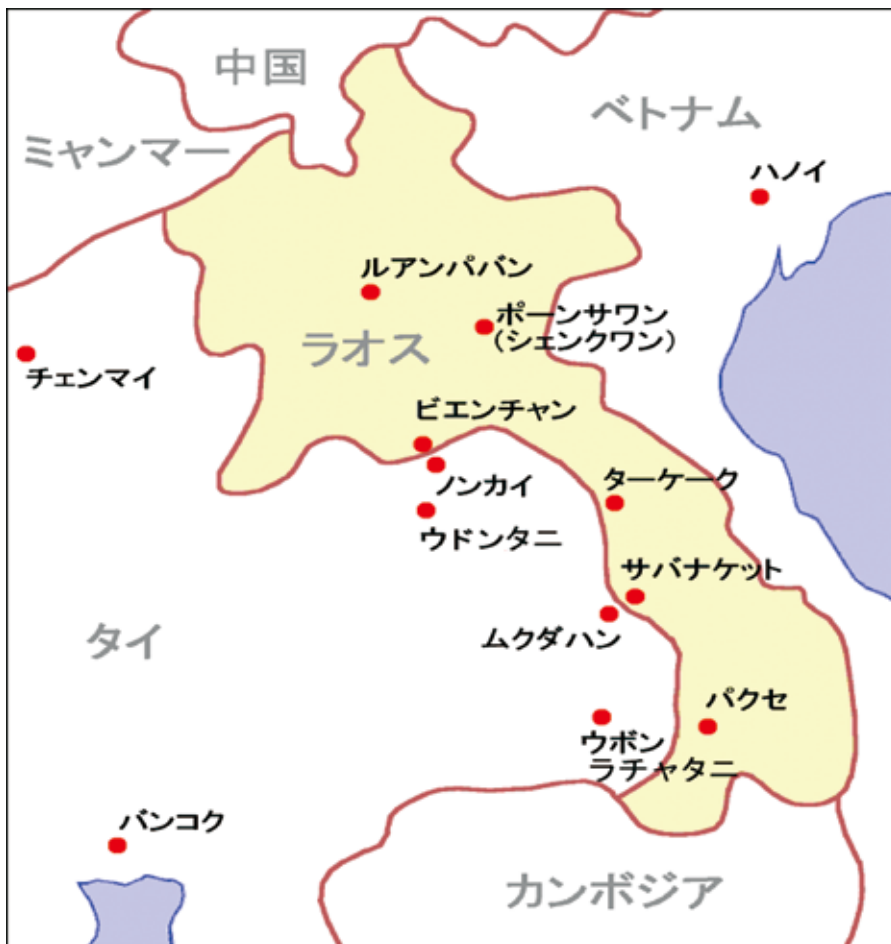 中国
ベトナム
ミャンマー
ハノイ
ルアンパバン
ポーンサワン
（シェンクワン）
ラオス
チェンマイ
ビエンチャン
ノンカイ
ターケーク
ウドンタニ
サバナケット
タイ
ムクダハン
パクセ
ウボン
ラチャタニ
バンコク
カンボジア